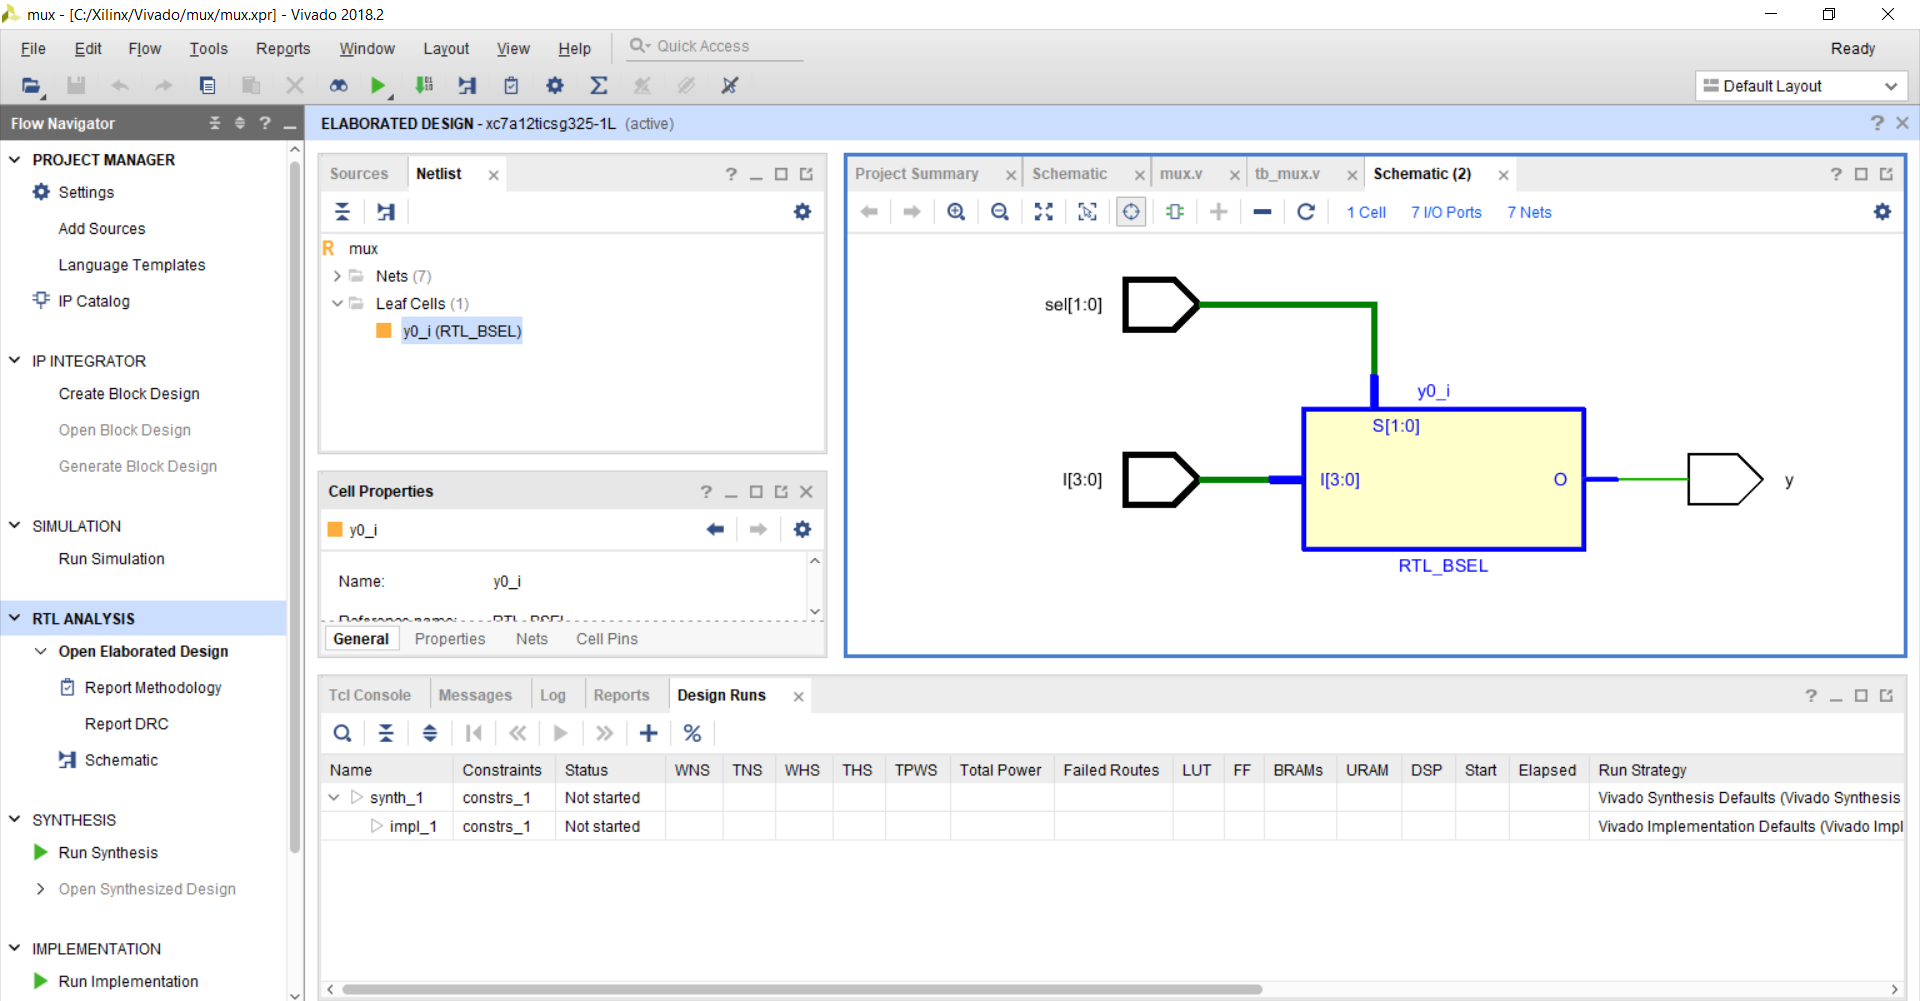 mux - [C:/Xilinx/Vivado/mux/mux.xpr] - Vivado 2018.2
File Edit Flow Tools Reports Window Layout View Help Quick Access Ready
Default Layout
Flow Navigator
PROJECT MANAGER
Settings
Add Sources
Language Templates
IP Catalog
IP INTEGRATOR
Create Block Design
Open Block Design
Generate Block Design
SIMULATION
Run Simulation
RTL ANALYSIS
Open Elaborated Design
Report Methodology
Report DRC
Schematic
SYNTHESIS
Run Synthesis
Open Synthesized Design
IMPLEMENTATION
Run Implementation
ELABORATED DESIGN - xc7a12ticsg325-1L (active)
Sources Netlist
R mux
Nets (7)
Leaf Cells (1)
y0_i (RTL_BSEL)
Cell Properties
y0_i
Name: y0_i
Reference name: RTL_BSEL
General Properties Nets Cell Pins
Project Summary Schematic mux.v tb_mux.v Schematic (2)
1 Cell 7 I/O Ports 7 Nets
sel[1:0]
y0_i
S[1:0]
I[3:0] I[3:0] O y
RTL_BSEL
Tcl Console Messages Log Reports Design Runs
Name Constraints Status WNS TNS WHS THS TPWS Total Power Failed Routes LUT FF BRAMs URAM DSP Start Elapsed Run Strategy
synth_1 constrs_1 Not started Vivado Synthesis Defaults (Vivado Synthesis
impl_1 constrs_1 Not started Vivado Implementation Defaults (Vivado Impl